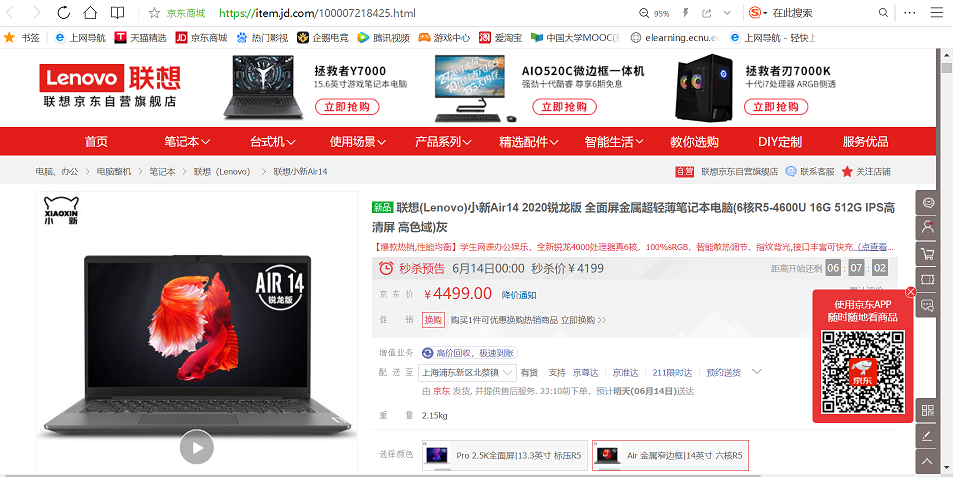 京东商城 https://item.jd.com/100007218425.html 95% 在此搜索
书签 上网导航 天猫精选 京东商城 热门影视 企鹅电竞 腾讯视频 游戏中心 爱淘宝 中国大学MOOC(慕 elearning.ecnu.e 上网导航 - 轻快上
Lenovo 联想
联想京东自营旗舰店
拯救者Y7000
15.6英寸游戏笔记本电脑
立即抢购
AIO520C微边框一体机
强劲十代酷睿 尊享6期免息
立即抢购
拯救者刃7000K
十代i7处理器 ARGB侧透
立即抢购
首页 笔记本 台式机 使用场景 产品系列 精选配件 智能生活 教你选购 DIY定制 服务优品
电脑、办公 > 电脑整机 > 笔记本 > 联想（Lenovo） > 联想小新Air14
自营 联想京东自营旗舰店 联系客服 关注店铺
XIAOXIN
小新
AIR 14
锐龙版
新品 联想(Lenovo)小新Air14 2020锐龙版 全面屏金属超轻薄笔记本电脑(6核R5-4600U 16G 512G IPS高
清屏 高色域)灰
【爆款热销,性能均衡】学生网课办公娱乐，全新锐龙4000处理器真6核，100%sRGB，智能散热调节，指纹背光,接口丰富可快充（点查看...
秒杀预告 6月14日00:00 秒杀价￥4199 距离开始还剩 06 : 07 : 02
京东价 ￥4499.00 降价通知
累计评价
促销 换购 购买1件可优惠换购热销商品 立即换购 >>
使用京东APP
随时随地看商品
京东
增值业务 高价回收，极速到账
配送至 上海浦东新区北蔡镇 有货 支持 京尊达 | 京准达 | 211限时达 | 预约送货
由 京东 发货, 并提供售后服务. 23:10前下单，预计明天(06月14日)送达
重量 2.15kg
选择颜色 Pro 2.5K全面屏|13.3英寸 标压R5 Air 金属窄边框|14英寸 六核R5